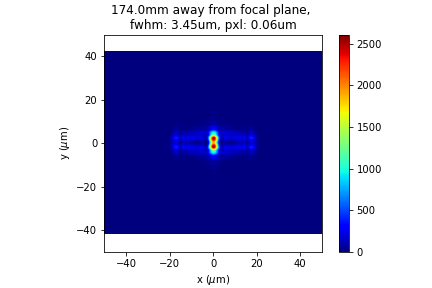 174.0mm away from focal plane,
fwhm: 3.45um, pxl: 0.06um
40
20
0
−20
−40
y (μm)
−40 −20 0 20 40
x (μm)
2500
2000
1500
1000
500
0